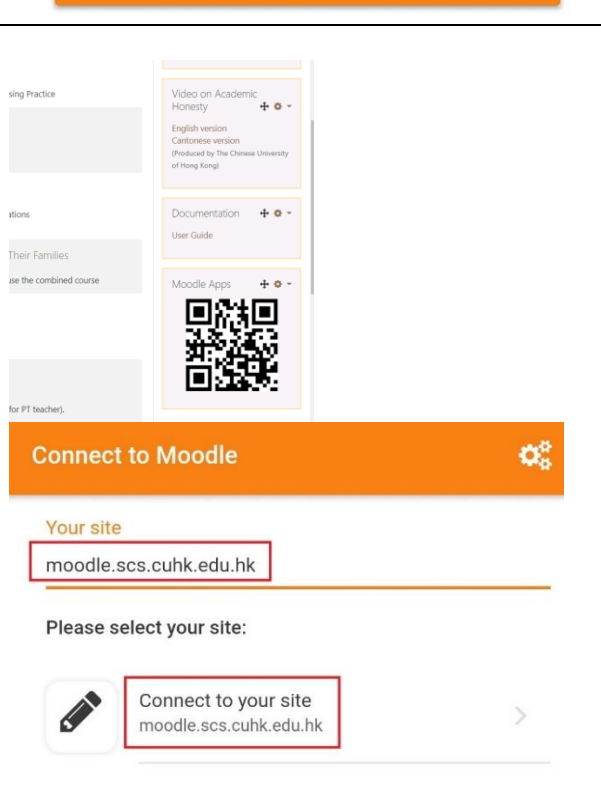 sing Practice
ations
Their Families
use the combined course
for PT teacher).
Video on Academic
Honesty
English version
Cantonese version
(Produced by The Chinese University
of Hong Kong)
Documentation
User Guide
Moodle Apps
Connect to Moodle
Your site
moodle.scs.cuhk.edu.hk
Please select your site:
Connect to your site
moodle.scs.cuhk.edu.hk